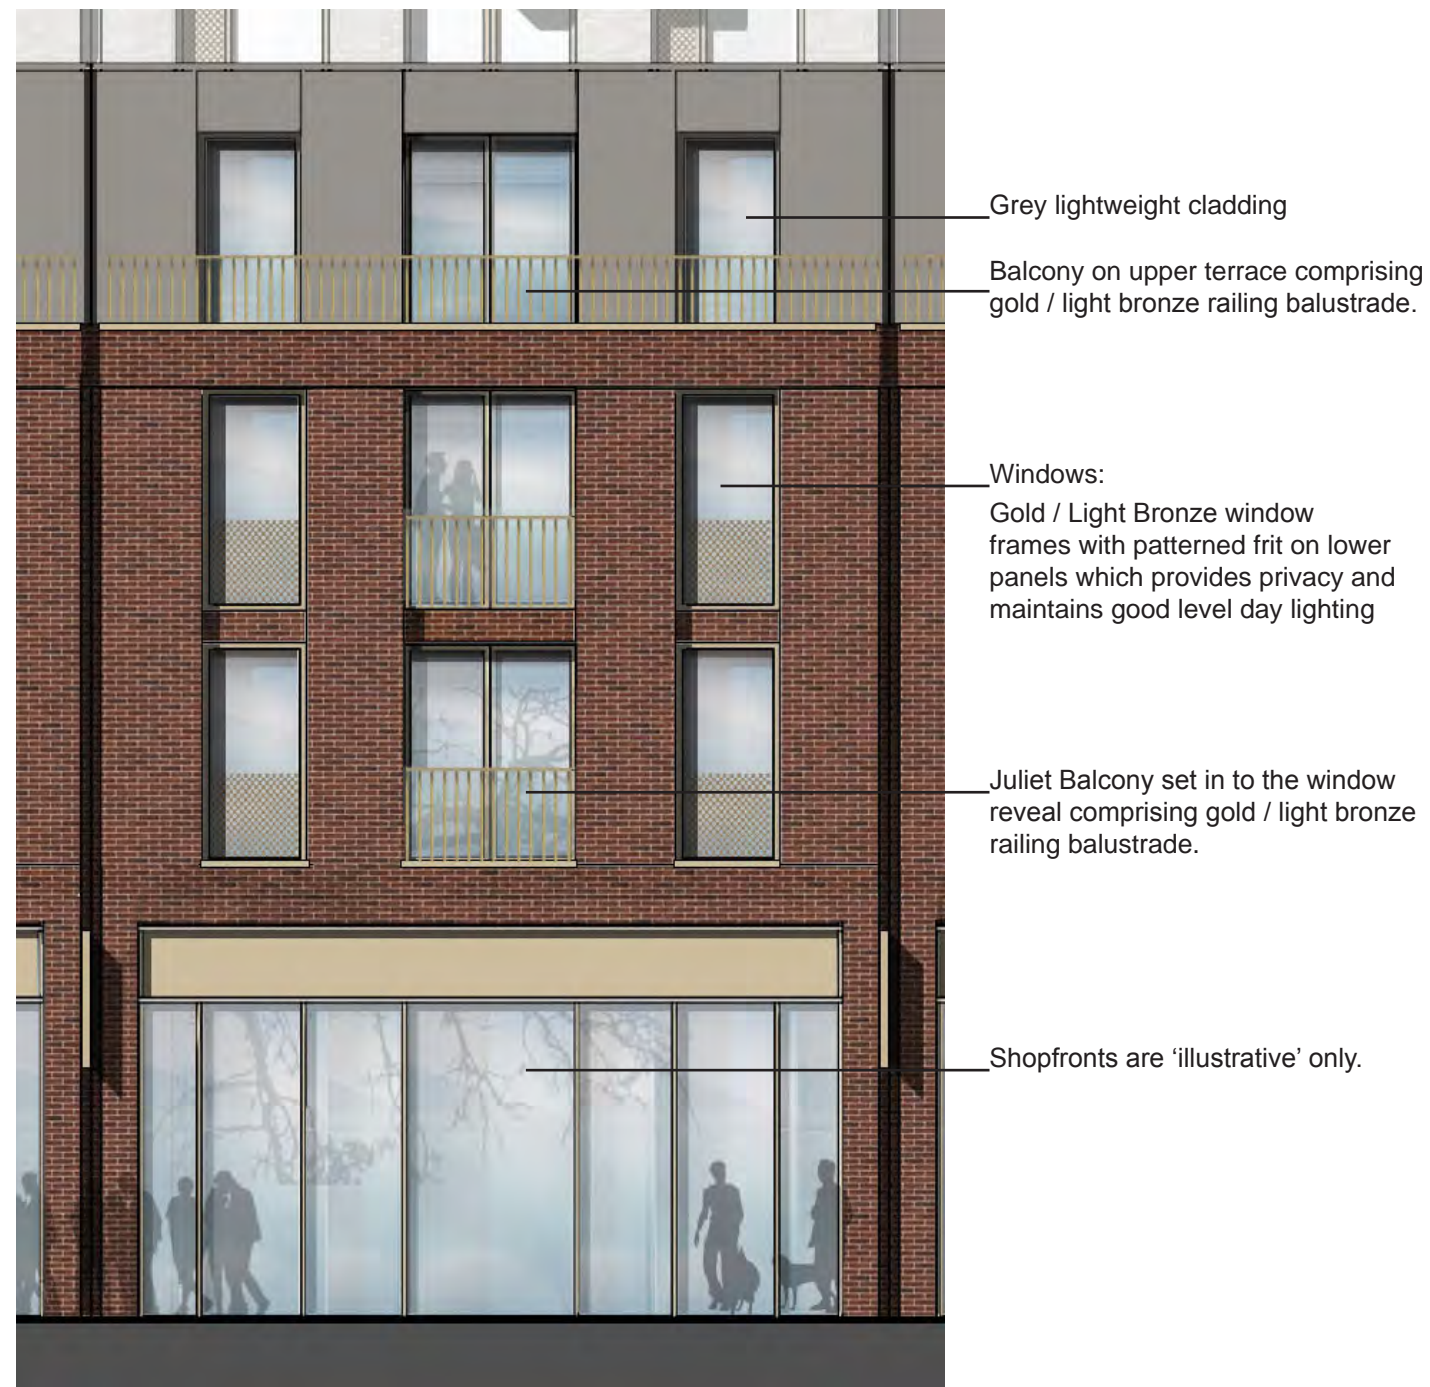 Grey lightweight cladding
Balcony on upper terrace comprising
gold / light bronze railing balustrade.
Windows:
Gold / Light Bronze window
frames with patterned frit on lower
panels which provides privacy and
maintains good level day lighting
Juliet Balcony set in to the window
reveal comprising gold / light bronze
railing balustrade.
Shopfronts are ‘illustrative’ only.